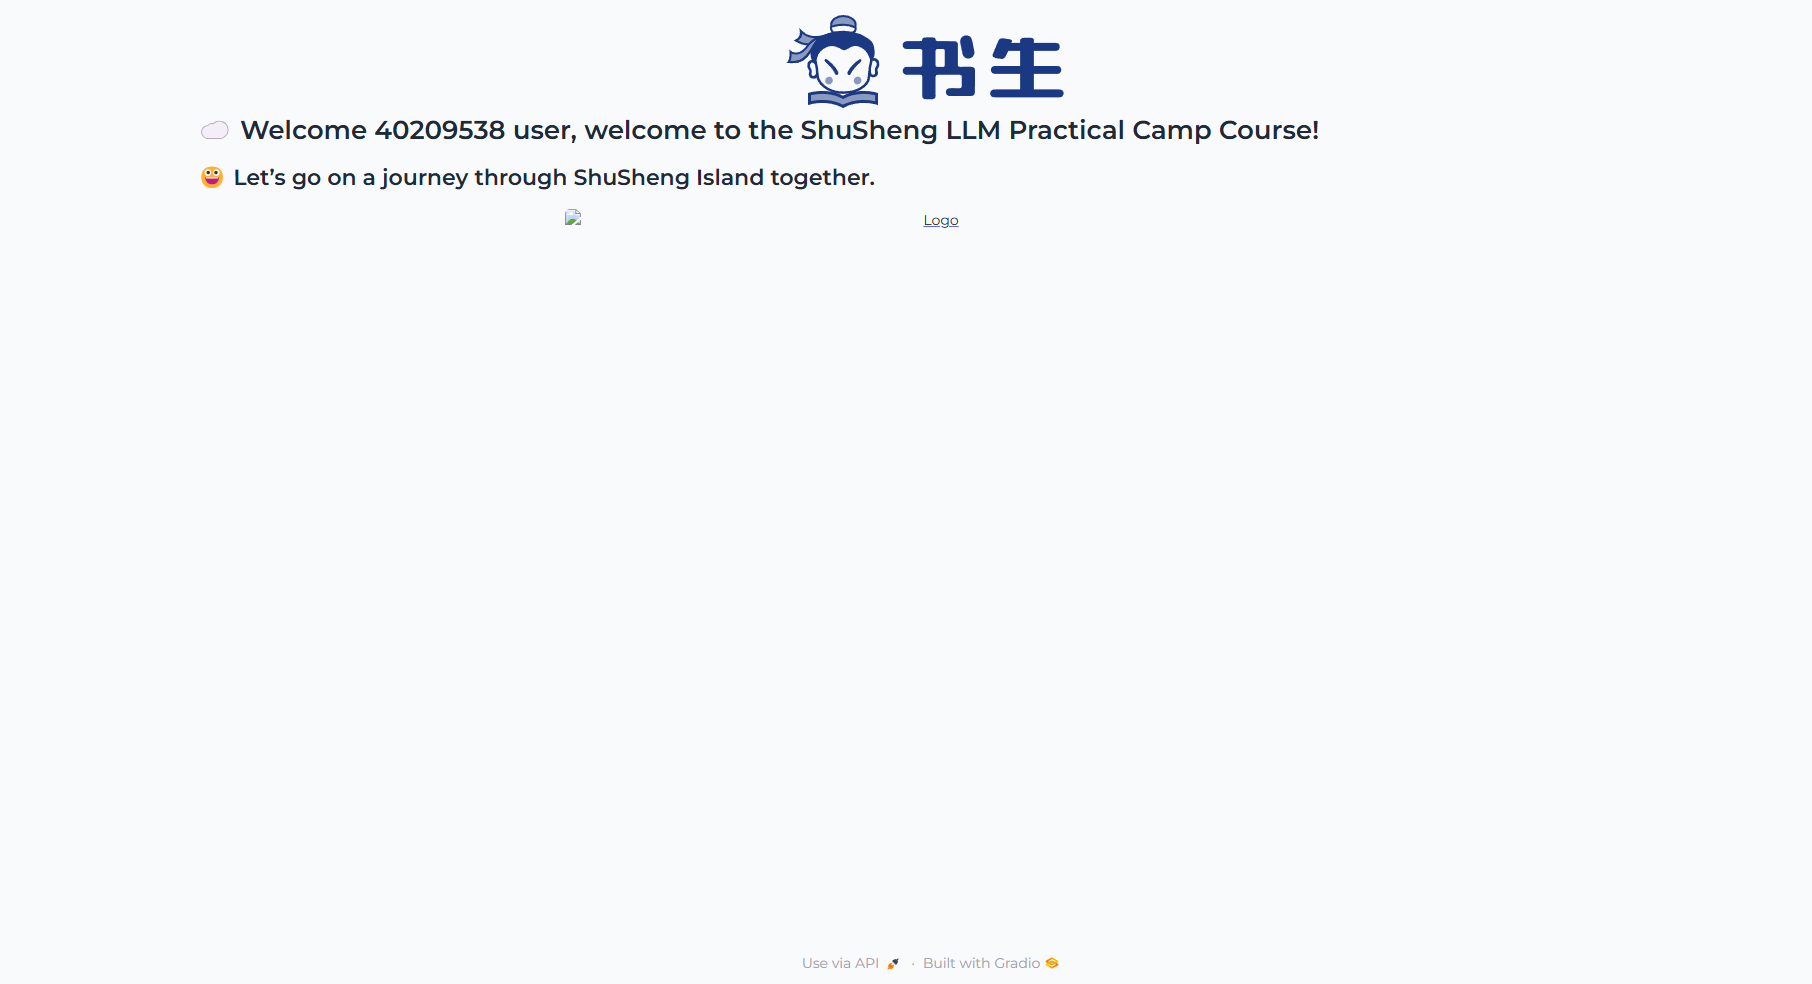 书生
☁️ Welcome 40209538 user, welcome to the ShuSheng LLM Practical Camp Course!
😀 Let’s go on a journey through ShuSheng Island together.
Logo
Use via API 🚀 · Built with Gradio